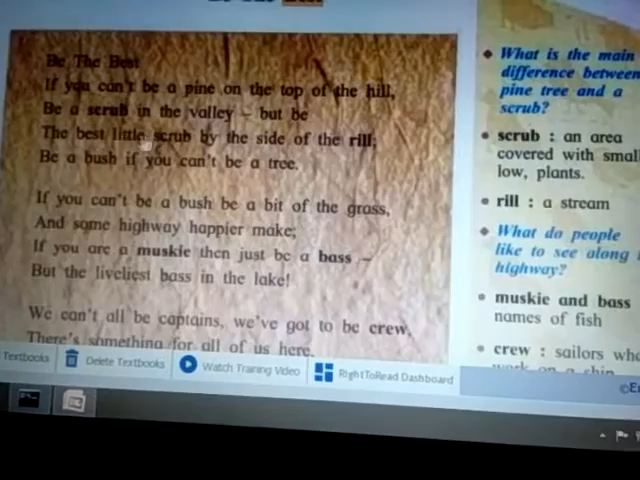 Be The Best
If you can't be a pine on the top of the hill,
Be a scrub in the valley – but be
The best little scrub by the side of the rill;
Be a bush if you can't be a tree.
If you can't be a bush be a bit of the grass,
And some highway happier make;
If you are a muskie then just be a bass –
But the liveliest bass in the lake!
We can't all be captains, we've got to be crew,
There's something for all of us here.
What is the main
difference between
pine tree and a
scrub?
scrub : an area
covered with small
low, plants.
rill : a stream
What do people
like to see along
highway?
muskie and bass
names of fish
crew : sailors who
work on a ship
Textbooks
Delete Textbooks
Watch Training Video
RightToRead Dashboard